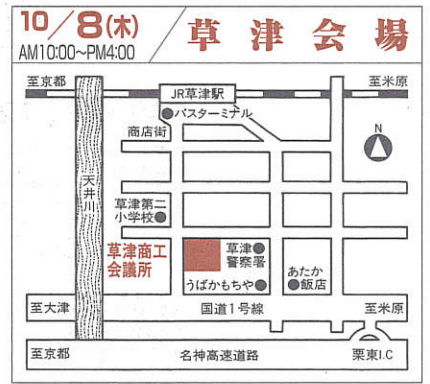 10/8(木)
AM10:00~PM4:00
草津会場
至京都
JR草津駅
至米原
●バスターミナル
商店街
N
天井川
草津第二
小学校●
草津商工
会議所
草津●
警察署
うばかもちや●
あたか
●飯店
至大津
国道1号線
至米原
至京都
名神高速道路
栗東I.C